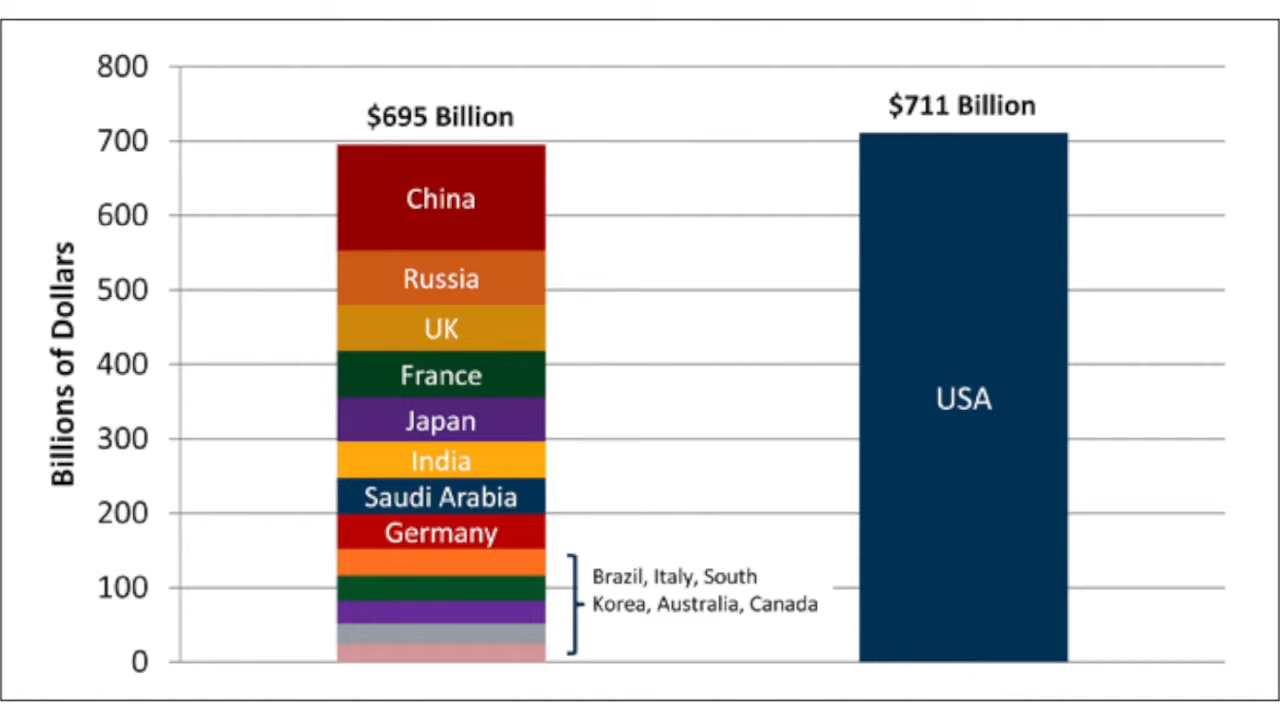 Billions of Dollars
800
700
600
500
400
300
200
100
0
$695 Billion
China
Russia
UK
France
Japan
India
Saudi Arabia
Germany
Brazil, Italy, South
Korea, Australia, Canada
$711 Billion
USA